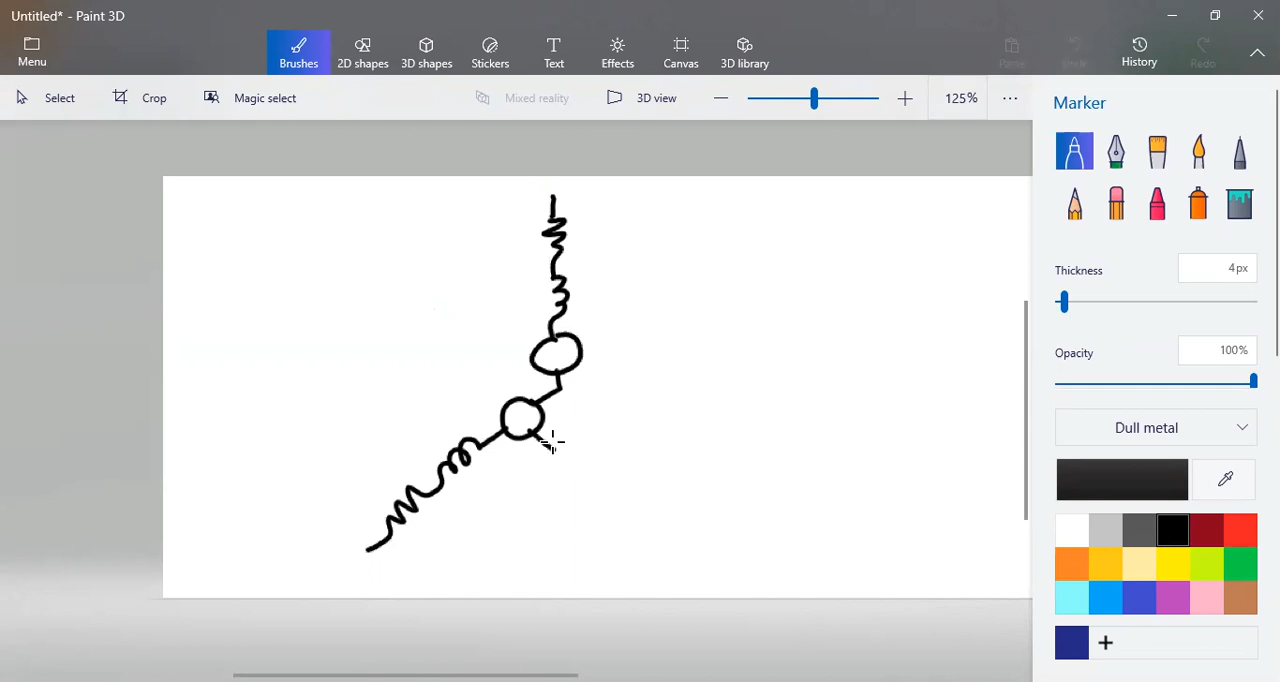 Untitled* - Paint 3D
Menu
Brushes
2D shapes
3D shapes
Stickers
Text
Effects
Canvas
3D library
Paste
Undo
History
Redo
Select
Crop
Magic select
Mixed reality
3D view
125%
Marker
Thickness
4px
Opacity
100%
Dull metal